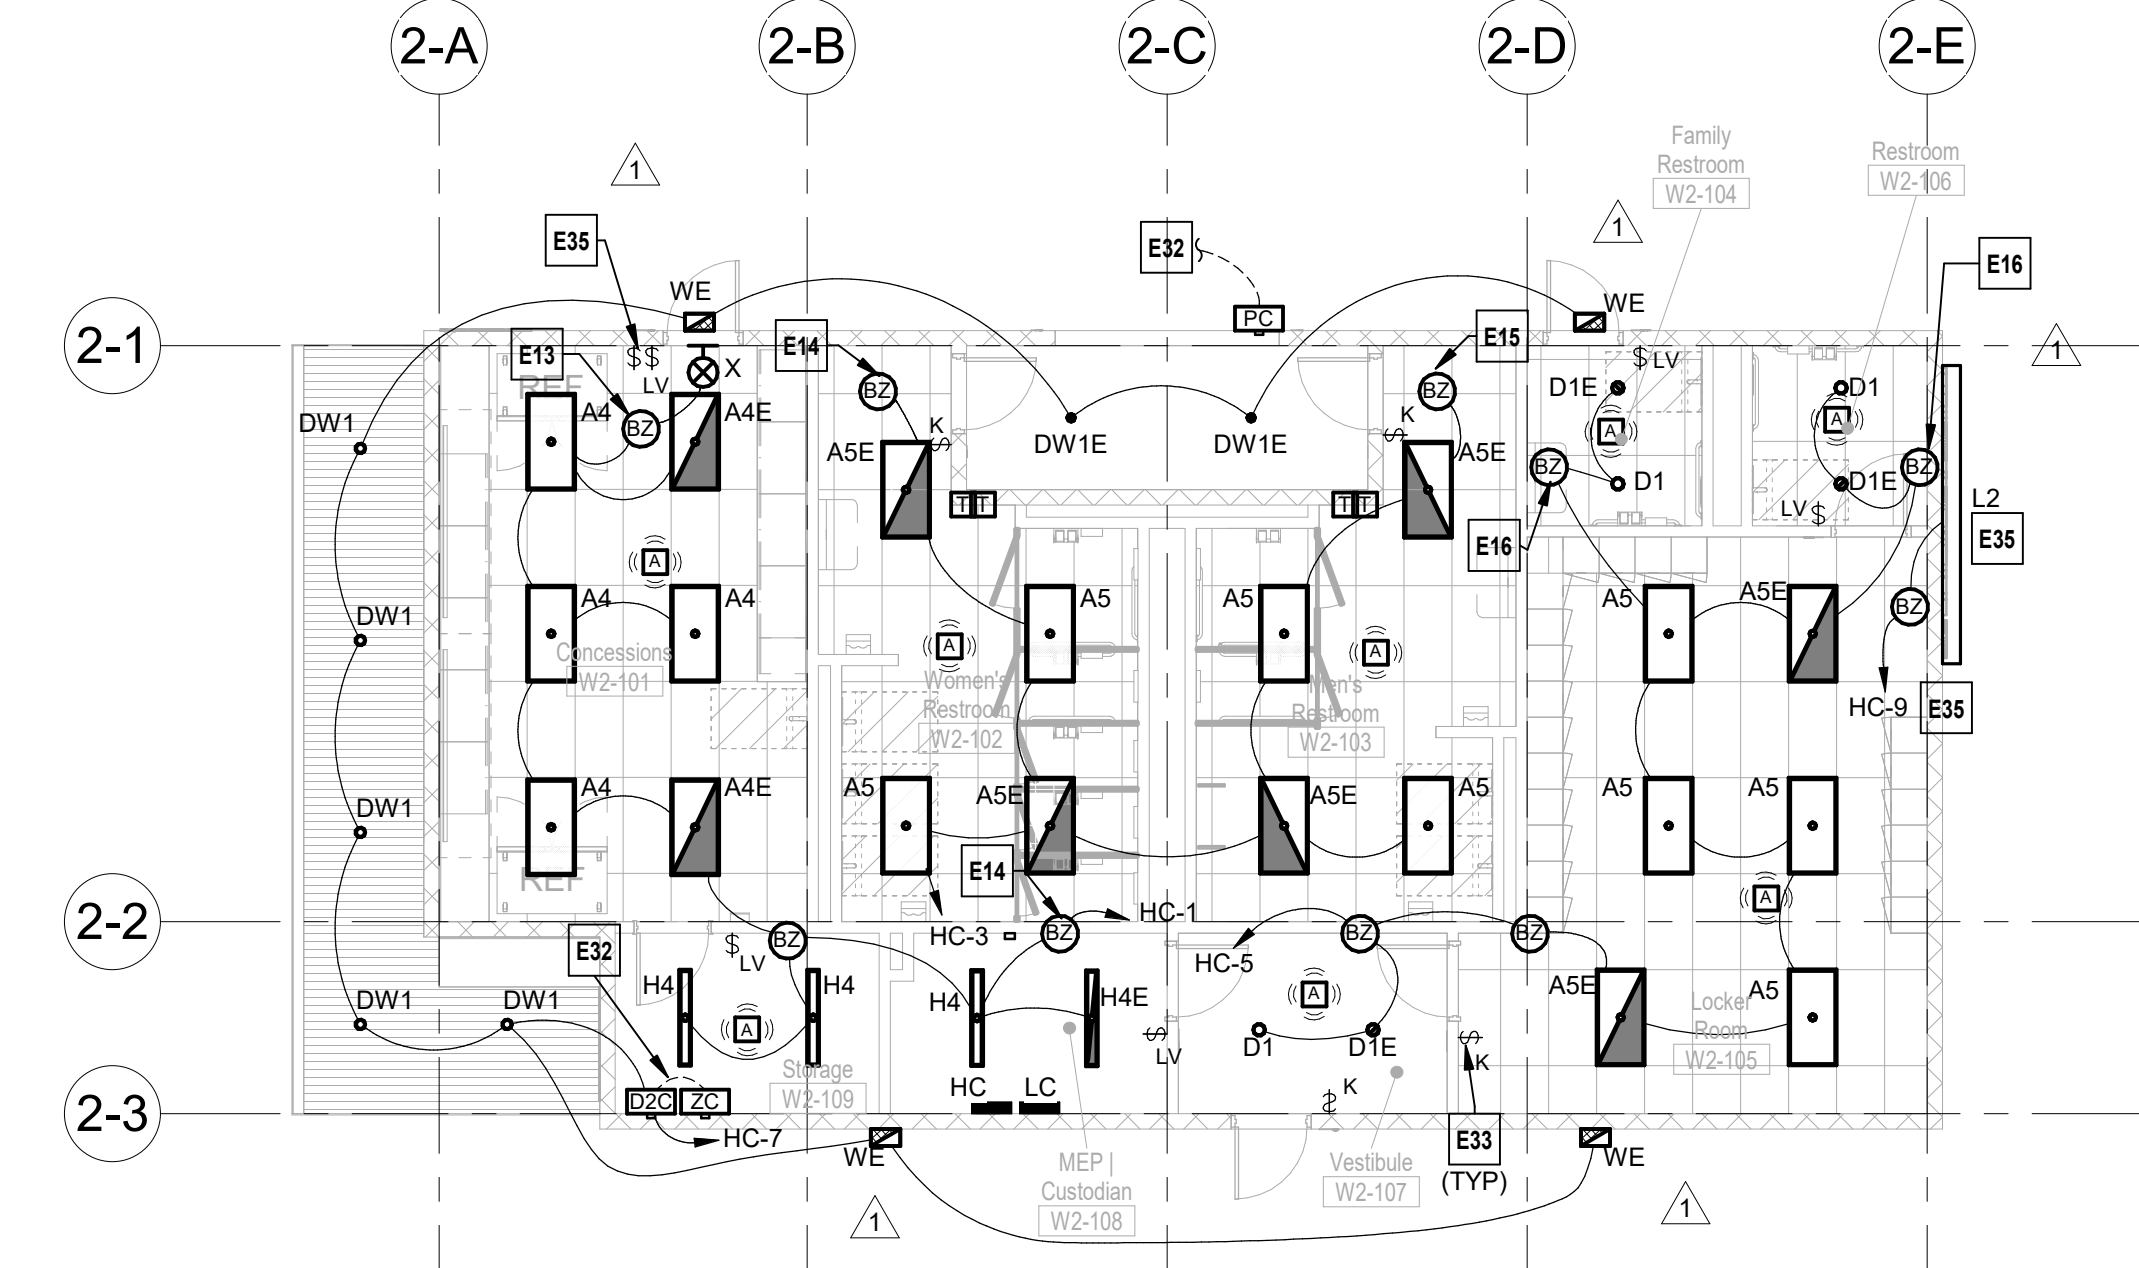 2-A
2-B
2-C
2-D
2-E
Family
Restroom
W2-104
Restroom
W2-106
1
1
E35
E32
E16
WE
PC
WE
2-1
E13
$$
LV
X
E14
E15
$LV
1
REF
BZ
BZ
BZ
D1E
D1
DW1
A4
A4E
K
A5E
DW1E
DW1E
K
A5E
A
A
BZ
D1
BZ
D1E
LV $
L2
E35
T T
T T
E16
A
A4
A4
A5
A5
A5
A5E
BZ
DW1
Concessions
W2-101
A
Women's
Restroom
W2-102
A
Men's
Restroom
W2-103
HC-9
E35
DW1
A4
A4E
A5
A5E
A5E
A5
A5
A5
REF
E14
A
2-2
E32
$
LV
BZ
HC-3
BZ
HC-1
HC-5
BZ
BZ
H4
H4
H4
H4E
A
A5E
A5
Locker
Room
W2-105
DW1
DW1
A
$
LV
D1
D1E
$
K
Storage
W2-109
HC
LC
$
K
2-3
D2C
ZC
HC-7
WE
MEP |
Custodian
W2-108
Vestibule
W2-107
E33
(TYP)
WE
1
1